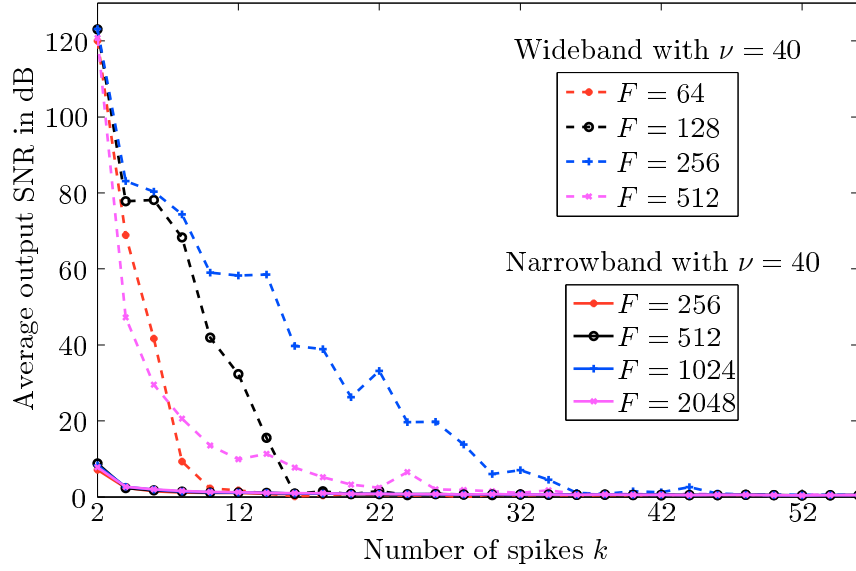 Average output SNR in dB
120
100
80
60
40
20
0
2
12
22
32
42
52
Number of spikes k
Wideband with ν = 40
F = 64
F = 128
F = 256
F = 512
Narrowband with ν = 40
F = 256
F = 512
F = 1024
F = 2048